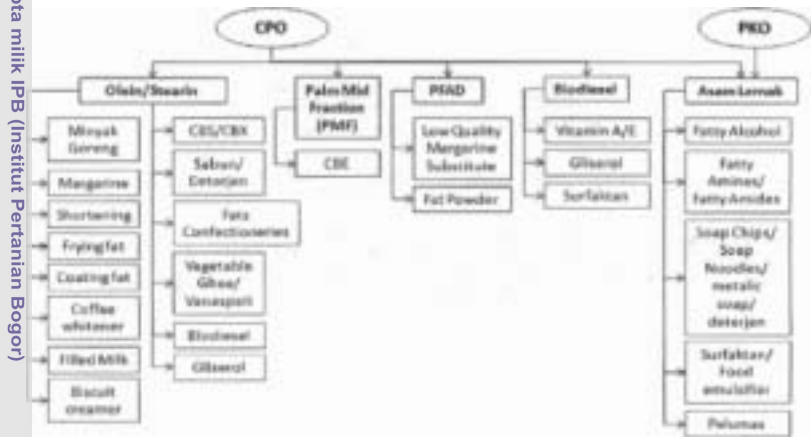 pta milik IPB (Institut Pertanian Bogor)
CPO
PKO
Olein/Stearin
Palm Mid
Fraction
(PMF)
PFAD
Biodiesel
Asam Lemak
Minyak
Goreng
Margarine
Shortening
Frying fat
Coating fat
Coffee
whitener
Filled Milk
Biscuit
creamer
CBS/CBX
Sabun/
Deterjen
Fats
Confectioneries
Vegetable
Ghee/
Vanaspati
Biodiesel
Gliserol
CBE
Low Quality
Margarine
Substitute
Fat Powder
Vitamin A/E
Gliserol
Surfaktan
Fatty Alcohol
Fatty
Amines/
Fatty Amides
Soap Chips/
Soap
Noodles/
metalic
soap/
deterjen
Surfaktan/
Food
emulsifier
Pelumas